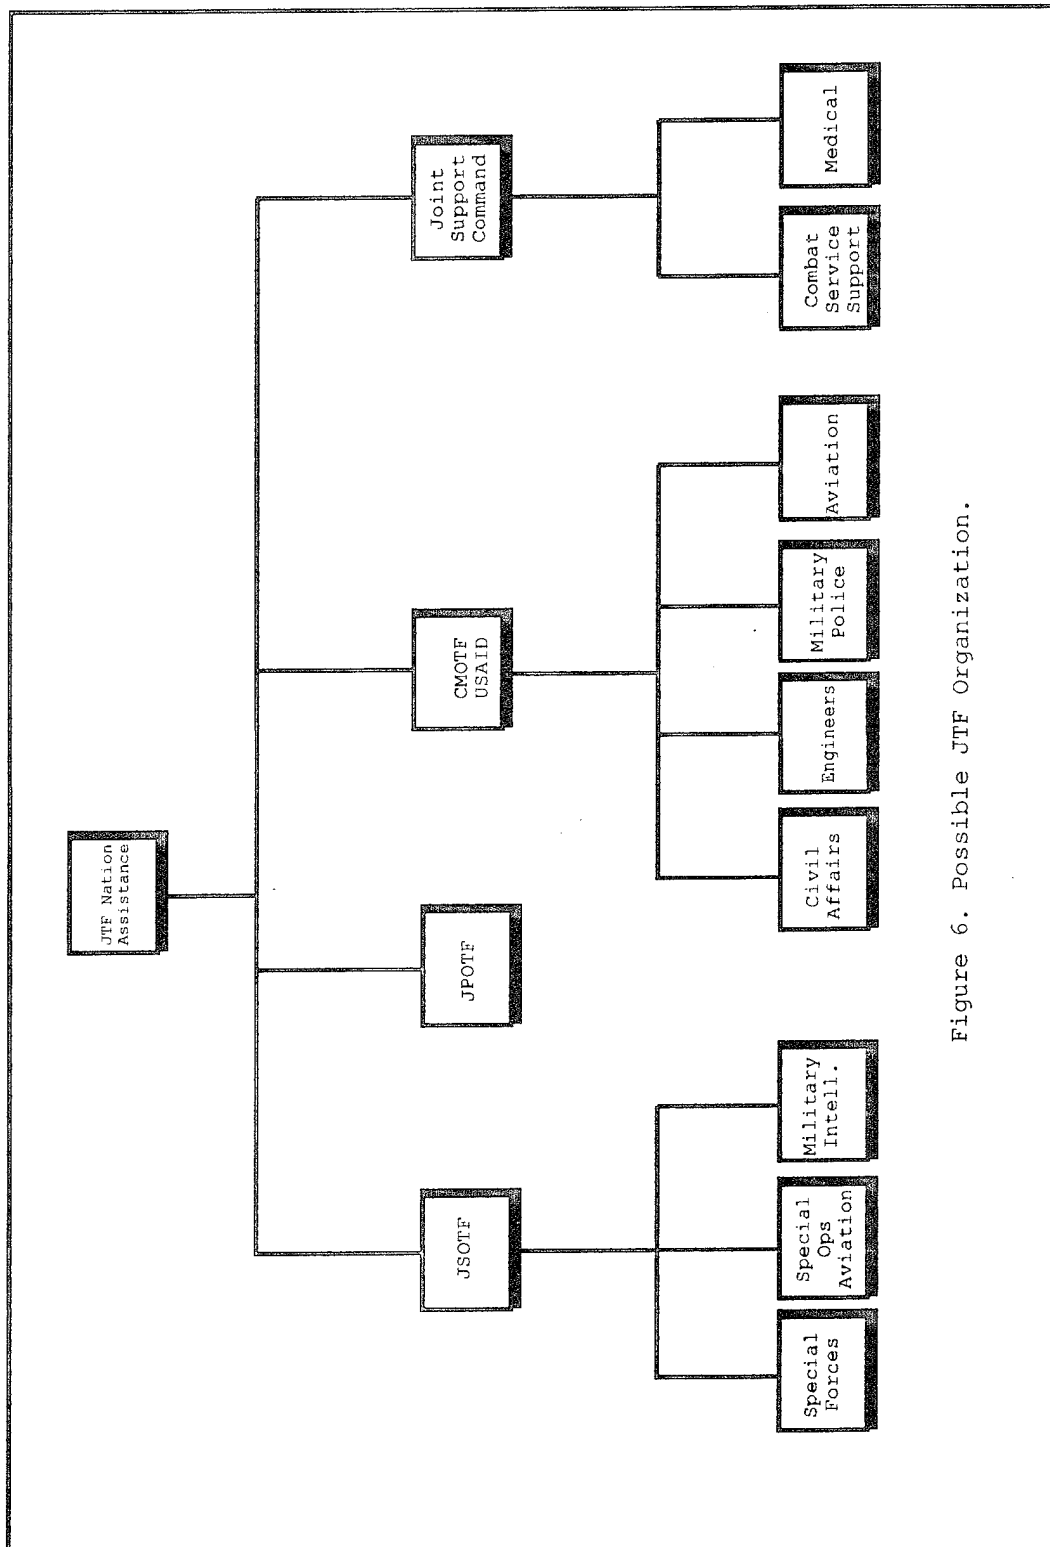 JTF Nation
Assistance
JSOTF
JPOTF
CMOTF
USAID
Joint
Support
Command
Special
Forces
Special
Ops
Aviation
Military
Intell.
Civil
Affairs
Engineers
Military
Police
Aviation
Combat
Service
Support
Medical
Figure 6. Possible JTF Organization.